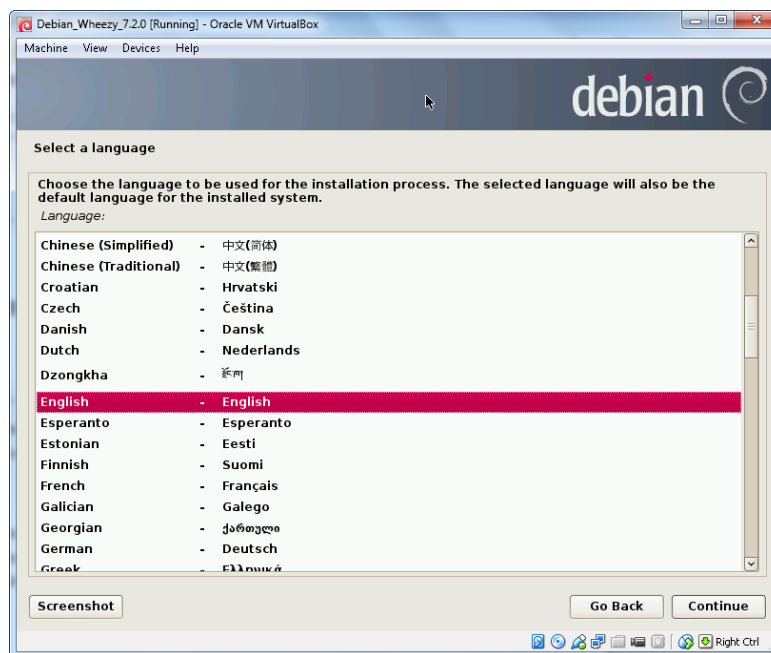 Debian_Wheezy_7.2.0 [Running] - Oracle VM VirtualBox
Machine View Devices Help
debian
Select a language
Choose the language to be used for the installation process. The selected language will also be the
default language for the installed system.
Language:
Chinese (Simplified) - 中文(简体)
Chinese (Traditional) - 中文(繁體)
Croatian - Hrvatski
Czech - Čeština
Danish - Dansk
Dutch - Nederlands
Dzongkha - རྫོང་ཁ།
English - English
Esperanto - Esperanto
Estonian - Eesti
Finnish - Suomi
French - Français
Galician - Galego
Georgian - ქართული
German - Deutsch
Greek - Ελληνικά
Screenshot Go Back Continue
Right Ctrl